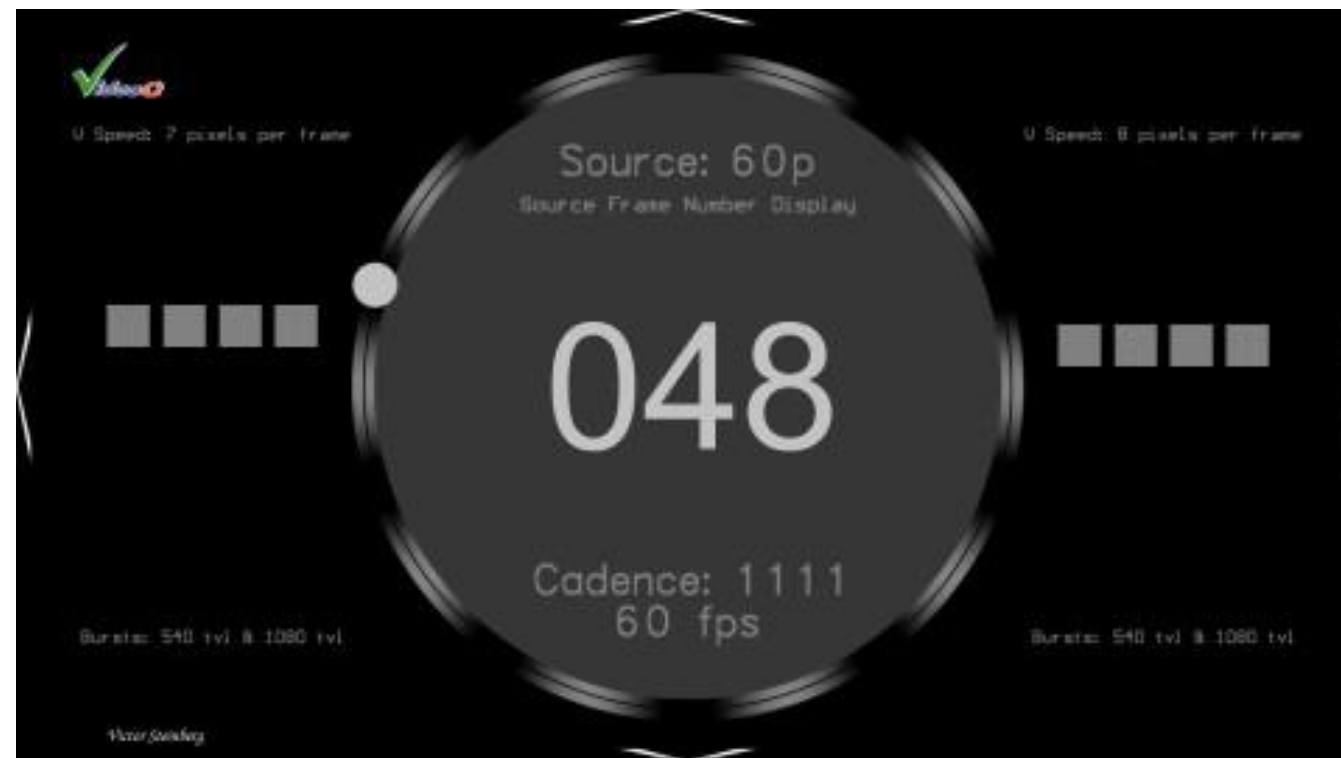 VideoQ
V Speed: 7 pixels per frame
V Speed: 8 pixels per frame
Source: 60p
Source Frame Number Display
048
Cadence: 1111
60 fps
Bursts: 540 tvl & 1080 tvl
Bursts: 540 tvl & 1080 tvl
Victor Steinberg